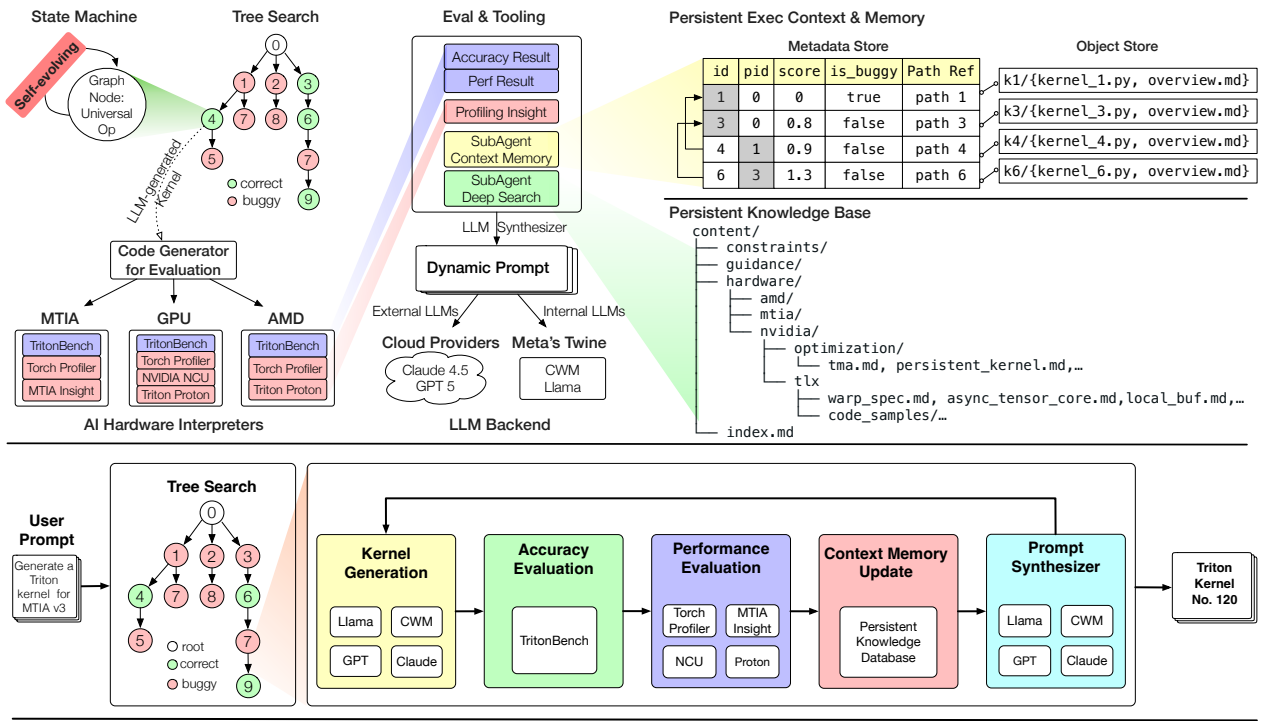 State Machine
Self-evolving
Graph
Node:
Universal
Op
Tree Search
0
1
2
3
4
7
8
6
5
7
9
correct
buggy
LLM-generated
Kernel
Code Generator
for Evaluation
MTIA
TritonBench
Torch Profiler
MTIA Insight
GPU
TritonBench
Torch Profiler
NVIDIA NCU
Triton Proton
AMD
TritonBench
Torch Profiler
Triton Proton
AI Hardware Interpreters
Eval & Tooling
Accuracy Result
Perf Result
Profiling Insight
SubAgent
Context Memory
SubAgent
Deep Search
LLM Synthesizer
Dynamic Prompt
External LLMs
Internal LLMs
Cloud Providers
Claude 4.5
GPT 5
Meta's Twine
CWM
Llama
LLM Backend
Persistent Exec Context & Memory
Metadata Store
id pid score is_buggy Path Ref
1 0 0 true path 1
3 0 0.8 false path 3
4 1 0.9 false path 4
6 3 1.3 false path 6
Object Store
k1/{kernel_1.py, overview.md}
k3/{kernel_3.py, overview.md}
k4/{kernel_4.py, overview.md}
k6/{kernel_6.py, overview.md}
Persistent Knowledge Base
content/
constraints/
guidance/
hardware/
amd/
mtia/
nvidia/
optimization/
tma.md, persistent_kernel.md,…
tlx
warp_spec.md, async_tensor_core.md,local_buf.md,…
code_samples/…
index.md
User
Prompt
Generate a
Triton
kernel for
MTIA v3
Tree Search
0
1
2
3
4
7
8
6
5
7
9
root
correct
buggy
Kernel
Generation
Llama
CWM
GPT
Claude
Accuracy
Evaluation
TritonBench
Performance
Evaluation
Torch
Profiler
MTIA
Insight
NCU
Proton
Context Memory
Update
Persistent
Knowledge
Database
Prompt
Synthesizer
Llama
CWM
GPT
Claude
Triton
Kernel
No. 120